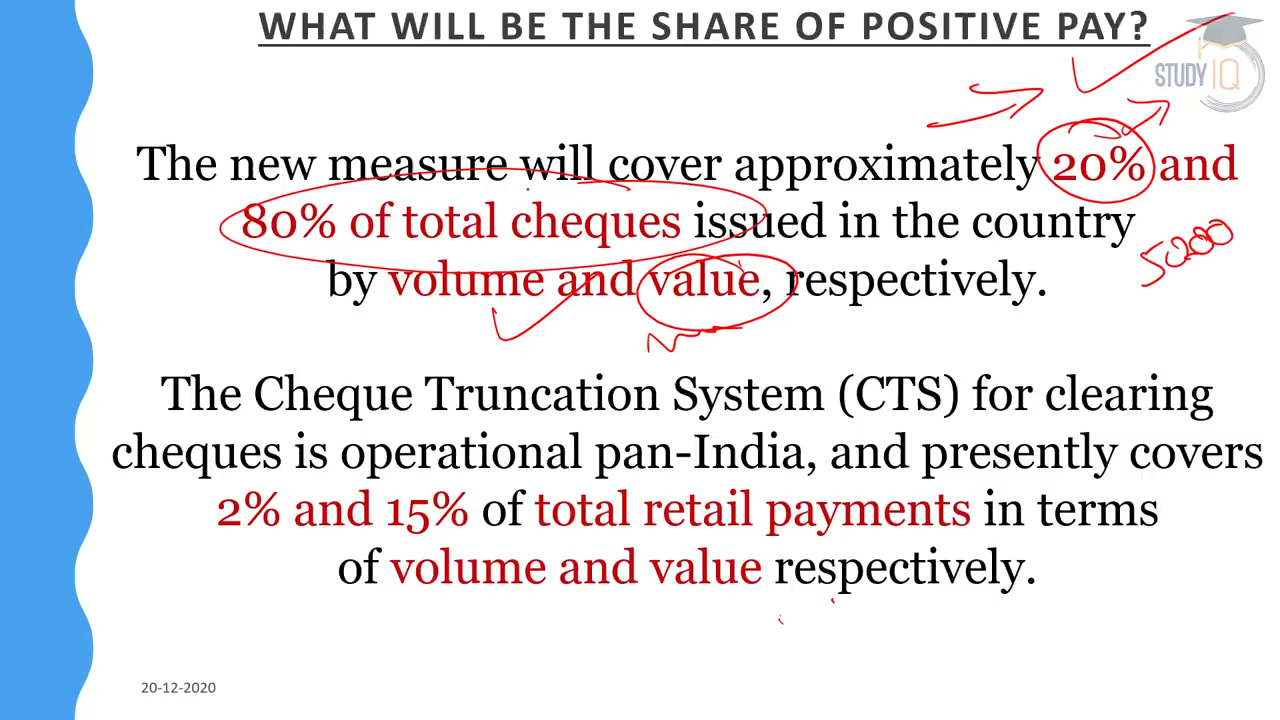 WHAT WILL BE THE SHARE OF POSITIVE PAY?
STUDY IQ
The new measure will cover approximately 20% and
80% of total cheques issued in the country
by volume and value, respectively.
50,000
The Cheque Truncation System (CTS) for clearing
cheques is operational pan-India, and presently covers
2% and 15% of total retail payments in terms
of volume and value respectively.
20-12-2020